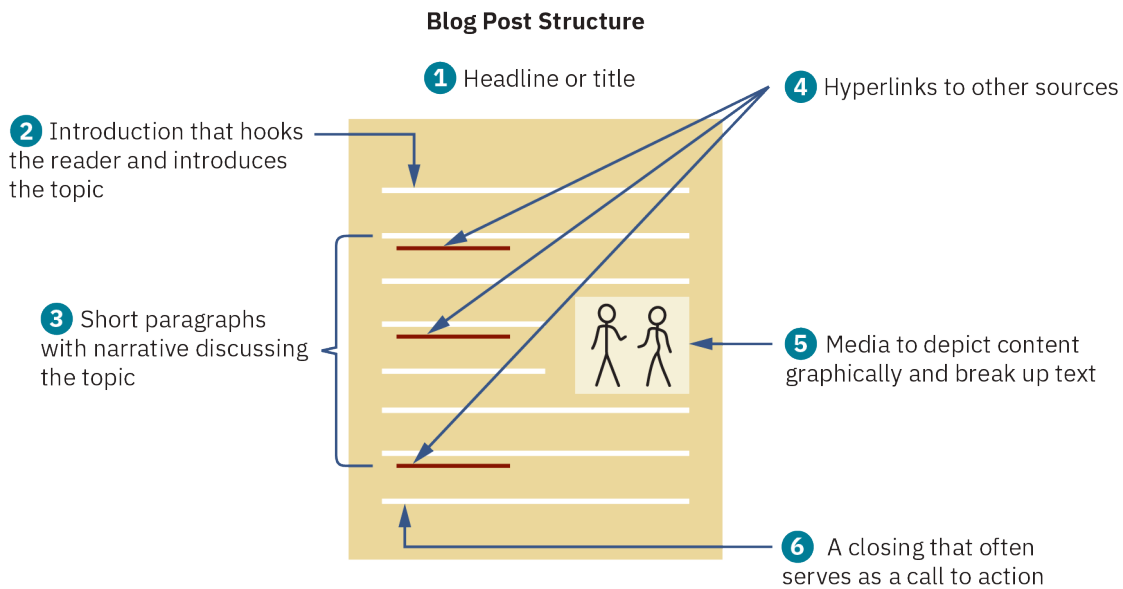 Blog Post Structure
1 Headline or title
2 Introduction that hooks
the reader and introduces
the topic
3 Short paragraphs
with narrative discussing
the topic
4 Hyperlinks to other sources
5 Media to depict content
graphically and break up text
6 A closing that often
serves as a call to action